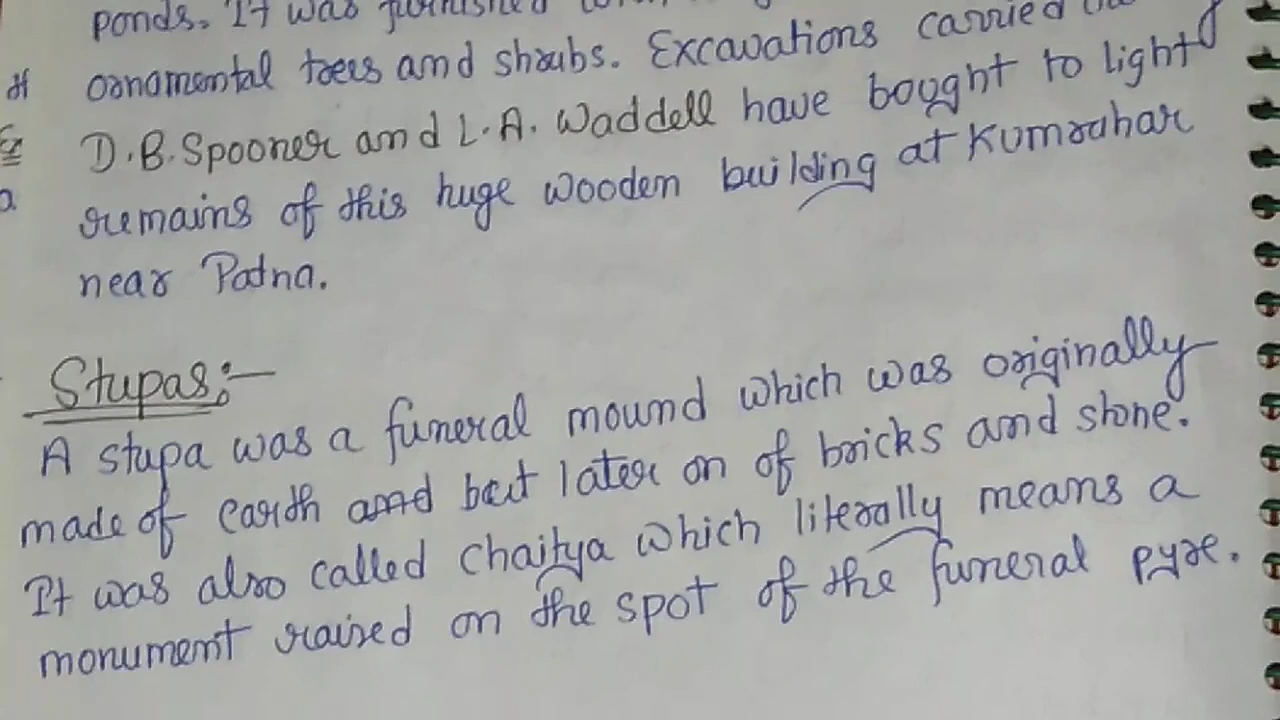 ponds. It was furnished
ornamental trees and shrubs. Excavations carried
D.B. Spooner and L.A. Waddell have bought to light
remains of this huge wooden building at Kumrahar
near Patna.
Stupas:-
A stupa was a funeral mound which was originally
made of earth and but later on of bricks and stone.
It was also called chaitya which literally means a
monument raised on the spot of the funeral pyre.